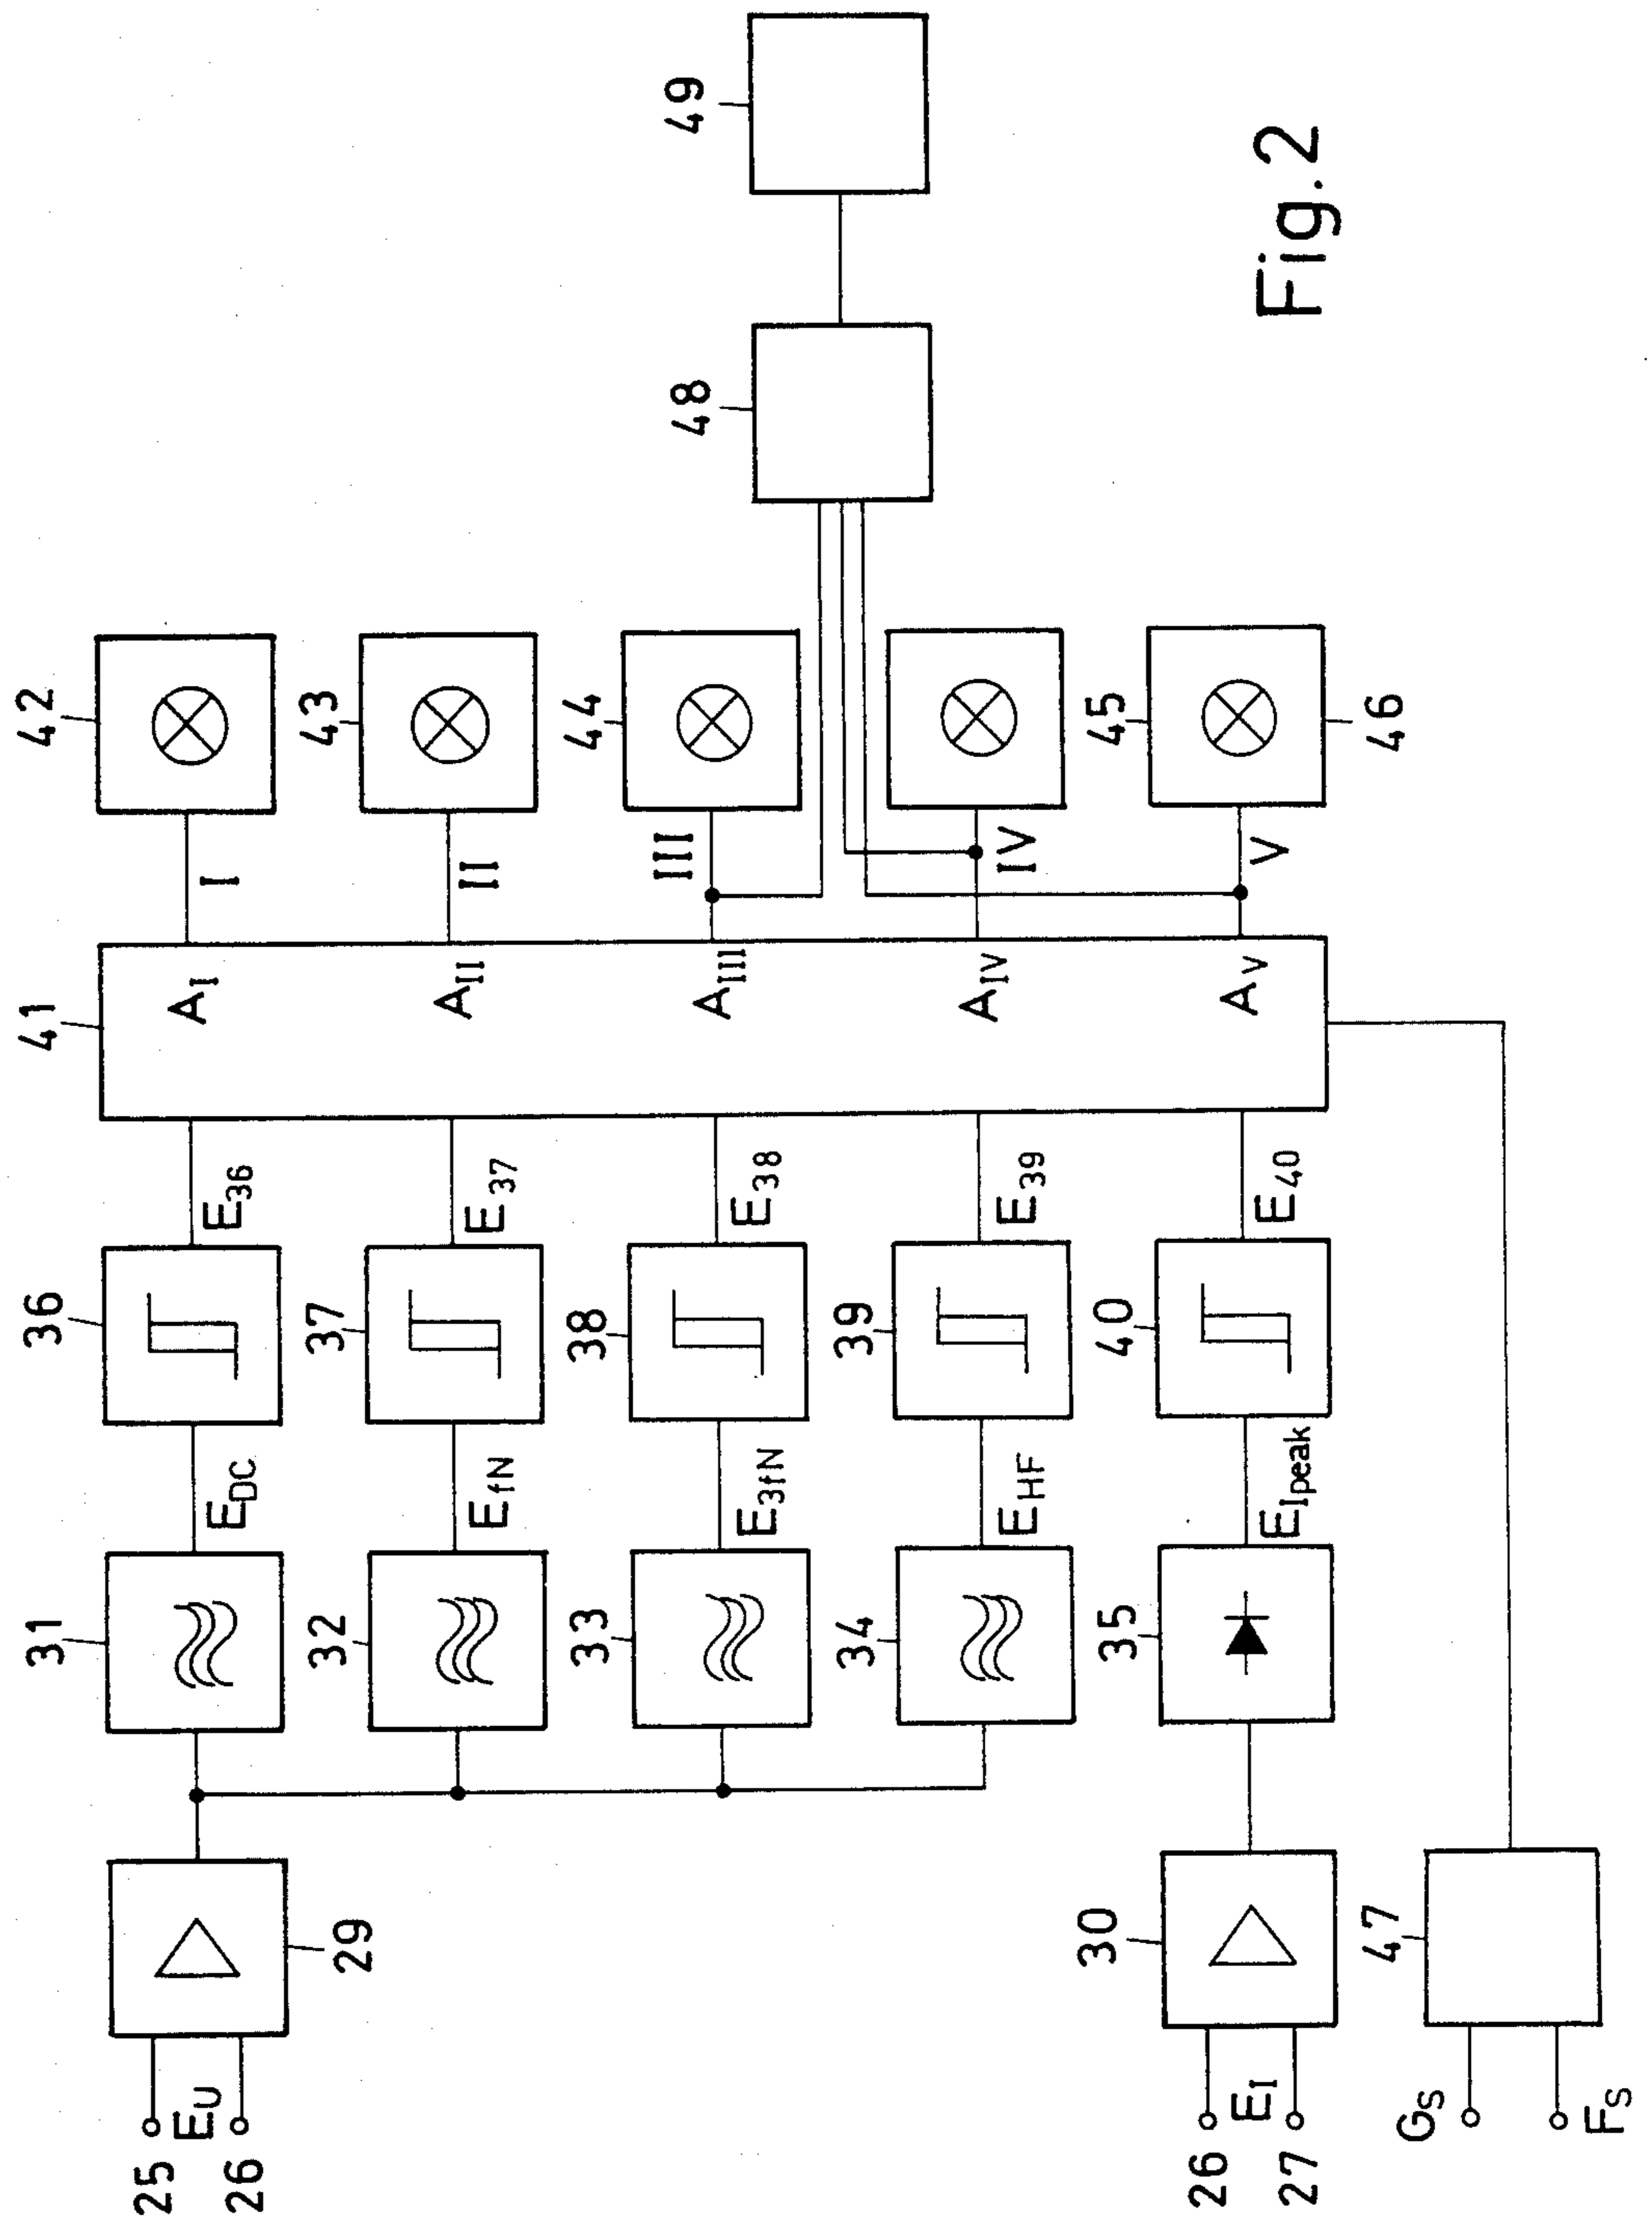 25
E_U
26
29
31
32
33
34
E_DC
E_fN
E_3fN
E_HF
36
37
38
39
E_36
E_37
E_38
E_39
26
E_I
27
30
35
E_Ipeak
40
E_40
G_S
F_S
47
41
A_I
A_II
A_III
A_IV
A_V
I
II
III
IV
V
42
43
44
45
46
48
49
Fig.2